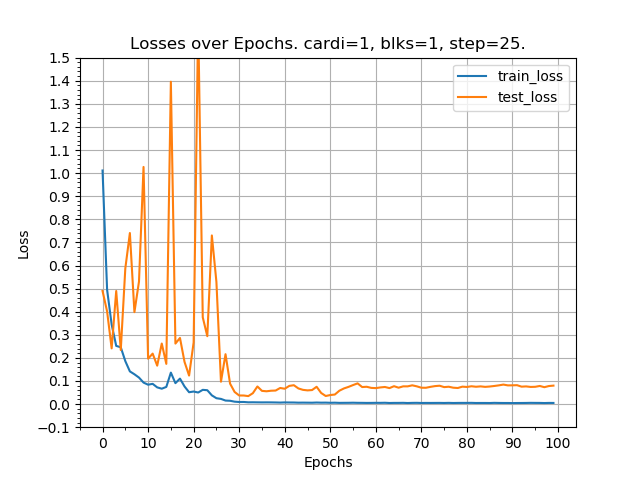 Losses over Epochs. cardi=1, blks=1, step=25.
train_loss
test_loss
1.5
1.4
1.3
1.2
1.1
1.0
0.9
0.8
0.7
0.6
0.5
0.4
0.3
0.2
0.1
0.0
−0.1
Loss
0 10 20 30 40 50 60 70 80 90 100
Epochs